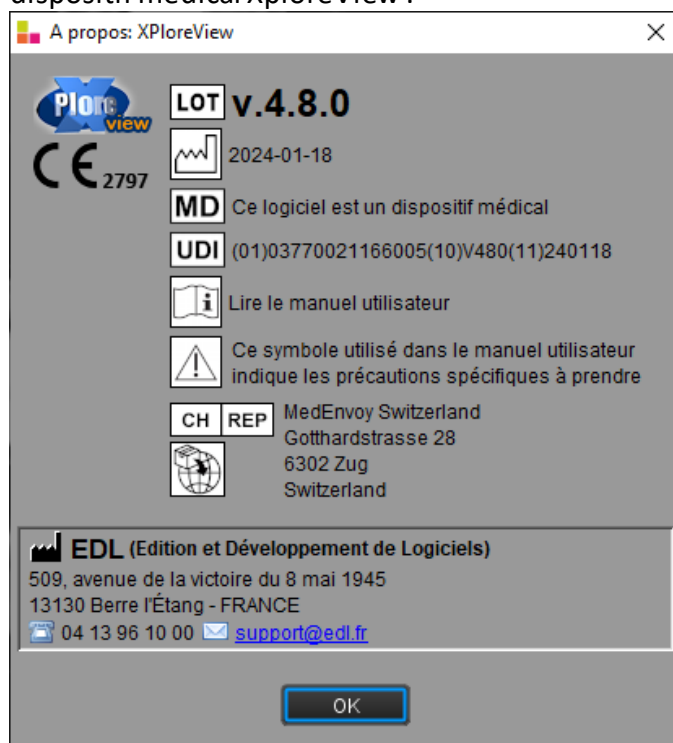 dispositif médical XploreView :
A propos: XPloreView
Plore
view
LOT v.4.8.0
CE 2797
2024-01-18
MD Ce logiciel est un dispositif médical
UDI (01)03770021166005(10)V480(11)240118
i Lire le manuel utilisateur
Ce symbole utilisé dans le manuel utilisateur
indique les précautions spécifiques à prendre
CH REP MedEnvoy Switzerland
Gotthardstrasse 28
6302 Zug
Switzerland
EDL (Edition et Développement de Logiciels)
509, avenue de la victoire du 8 mai 1945
13130 Berre l'Étang - FRANCE
04 13 96 10 00 support@edl.fr
OK